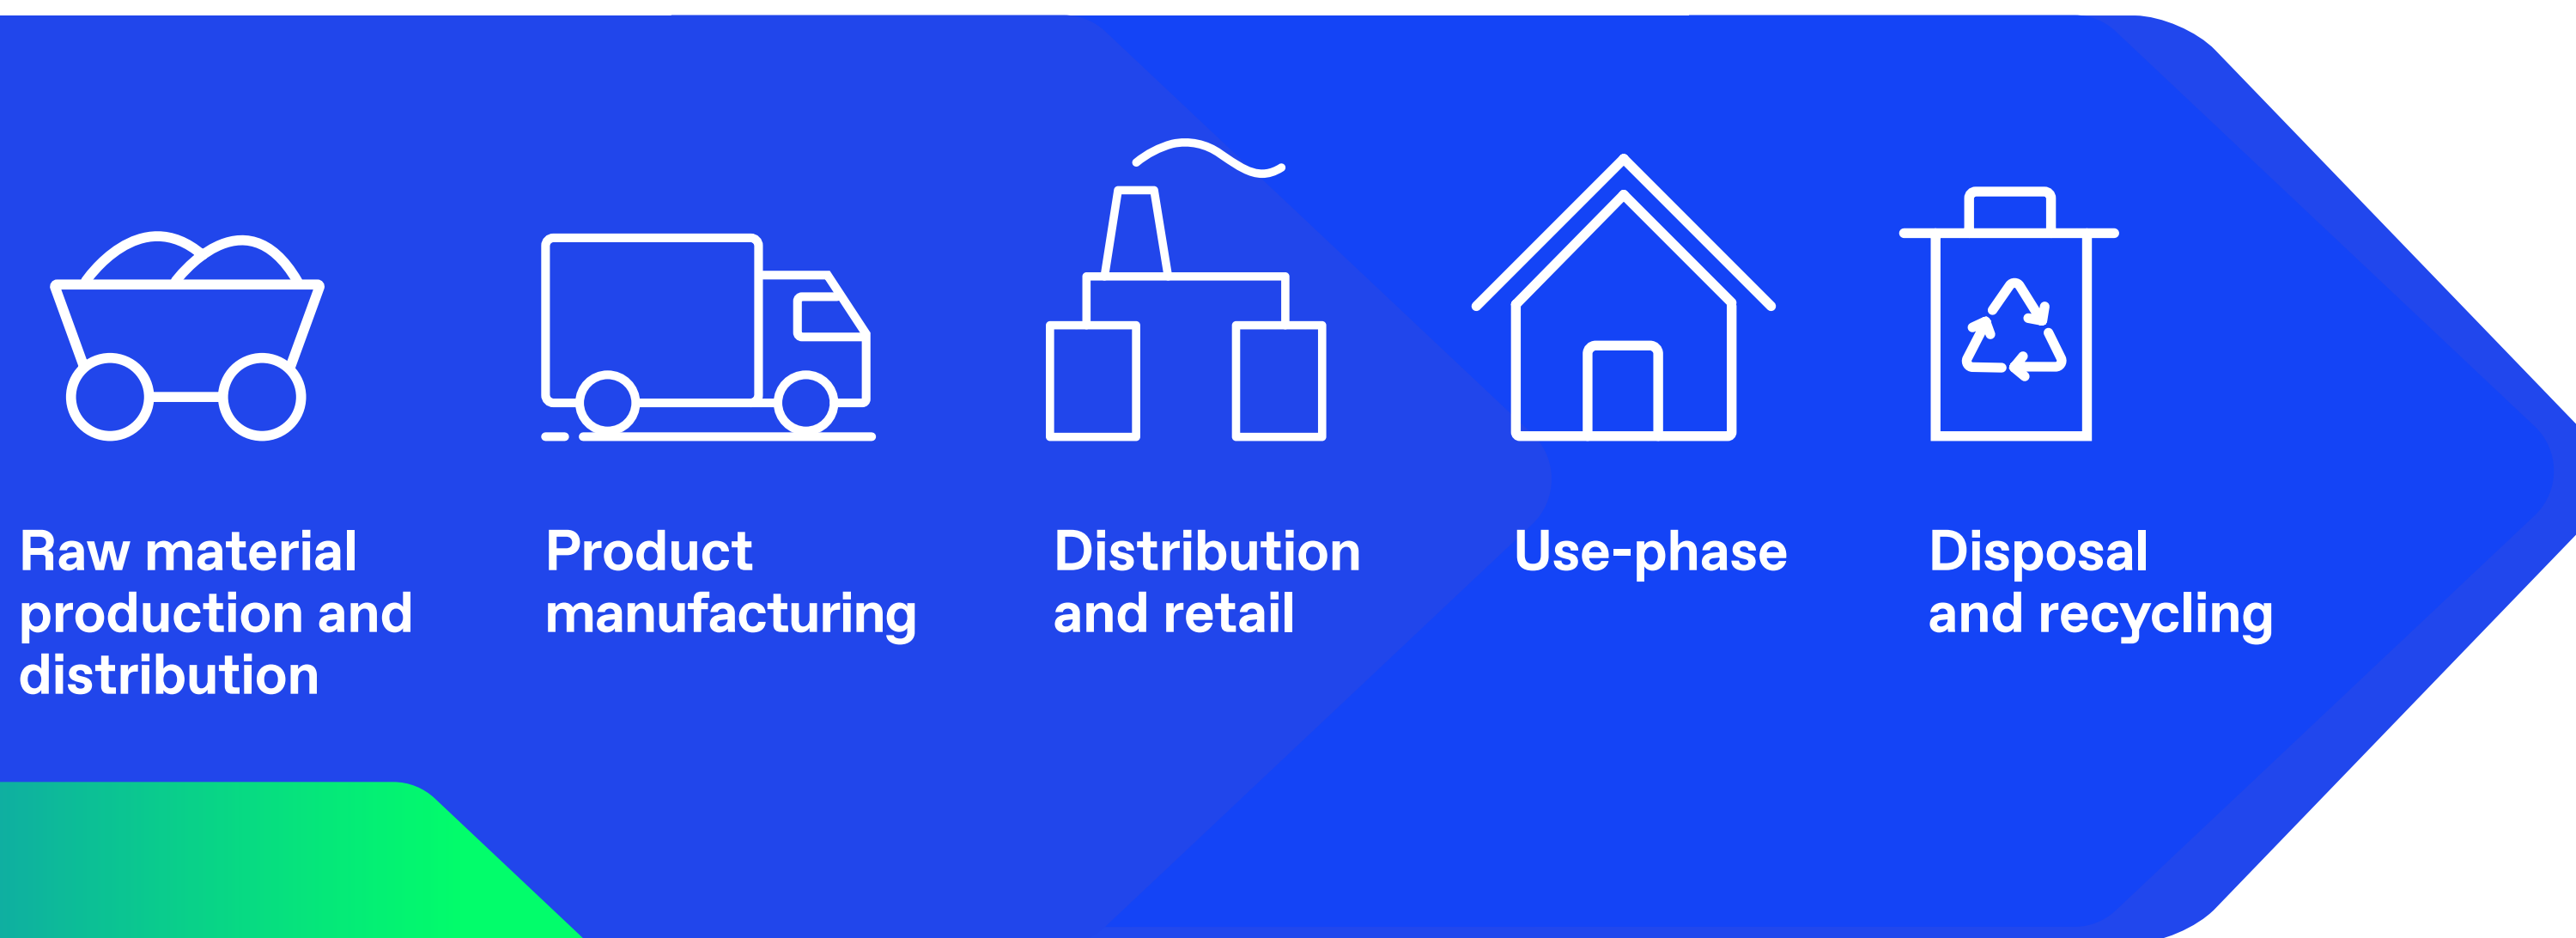 Raw material
production and
distribution
Product
manufacturing
Distribution
and retail
Use-phase
Disposal
and recycling